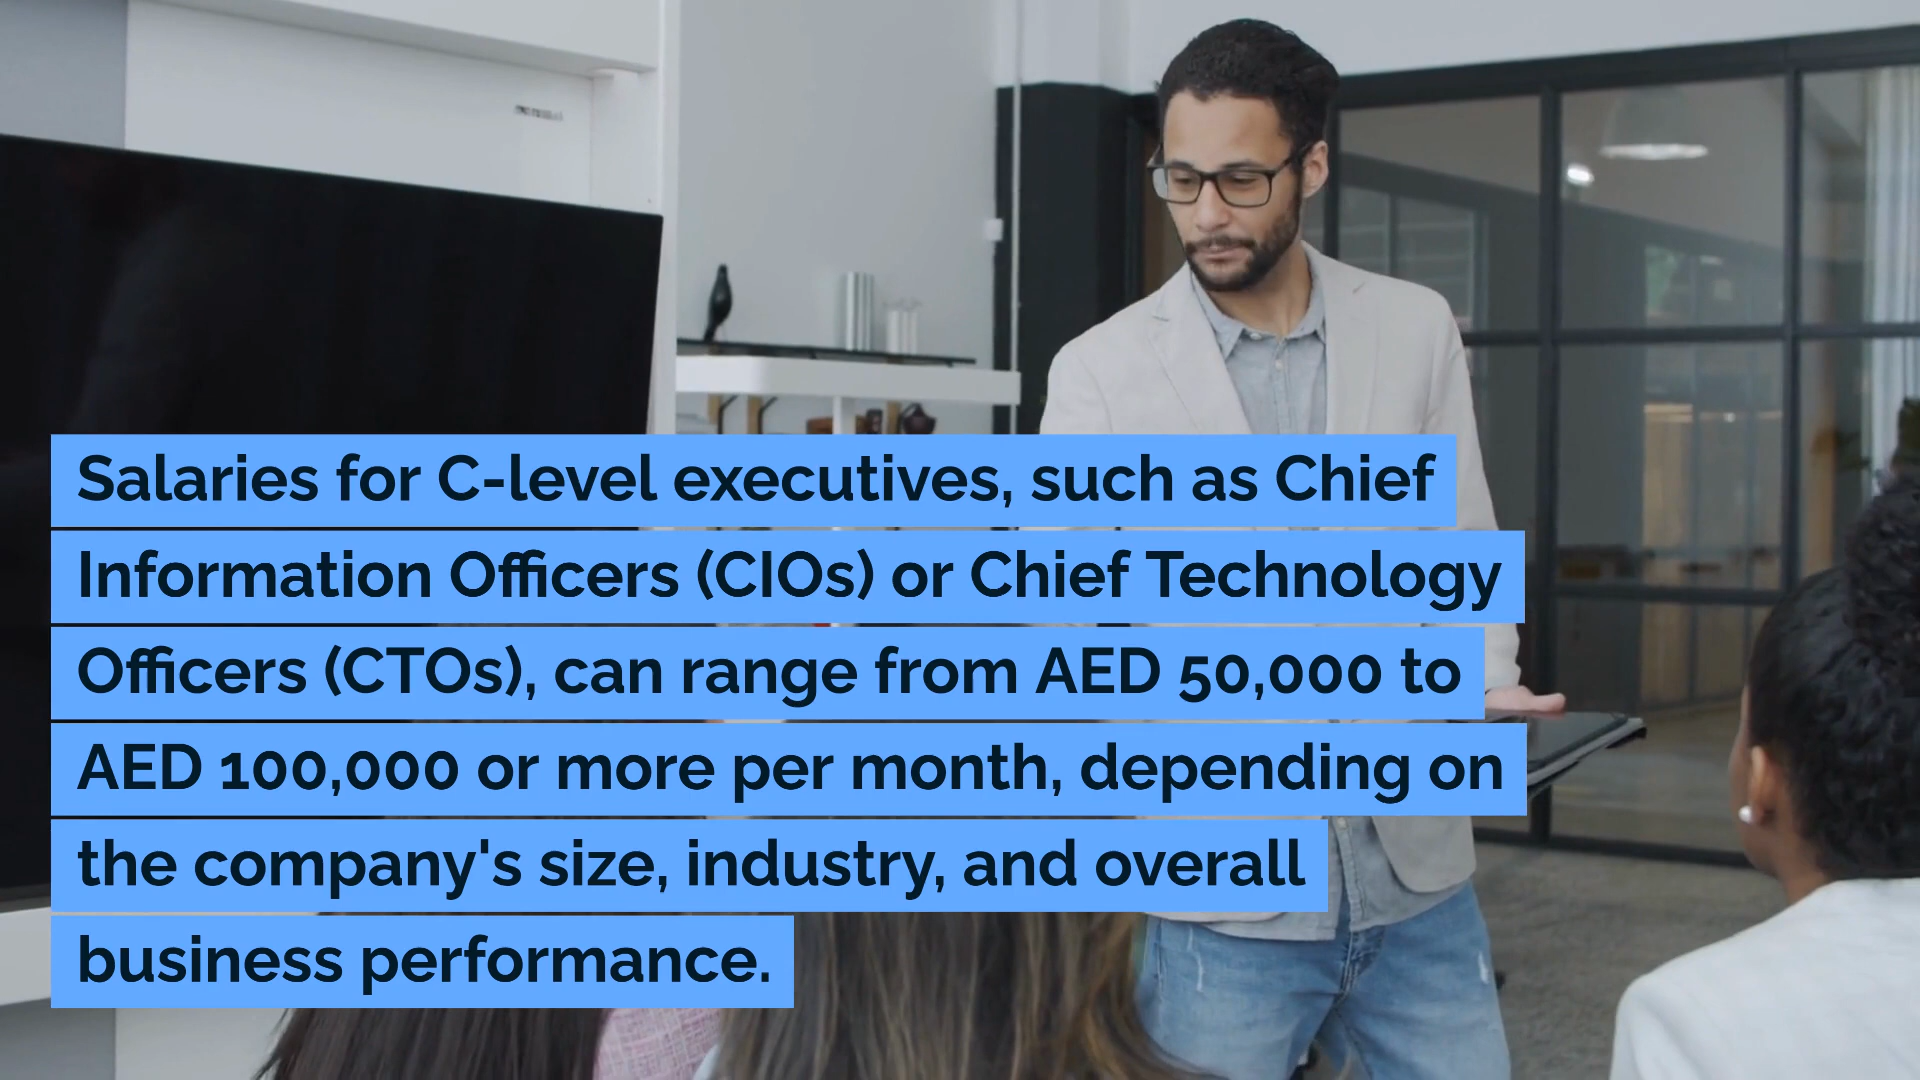 Salaries for C-level executives, such as Chief
Information Officers (CIOs) or Chief Technology
Officers (CTOs), can range from AED 50,000 to
AED 100,000 or more per month, depending on
the company's size, industry, and overall
business performance.